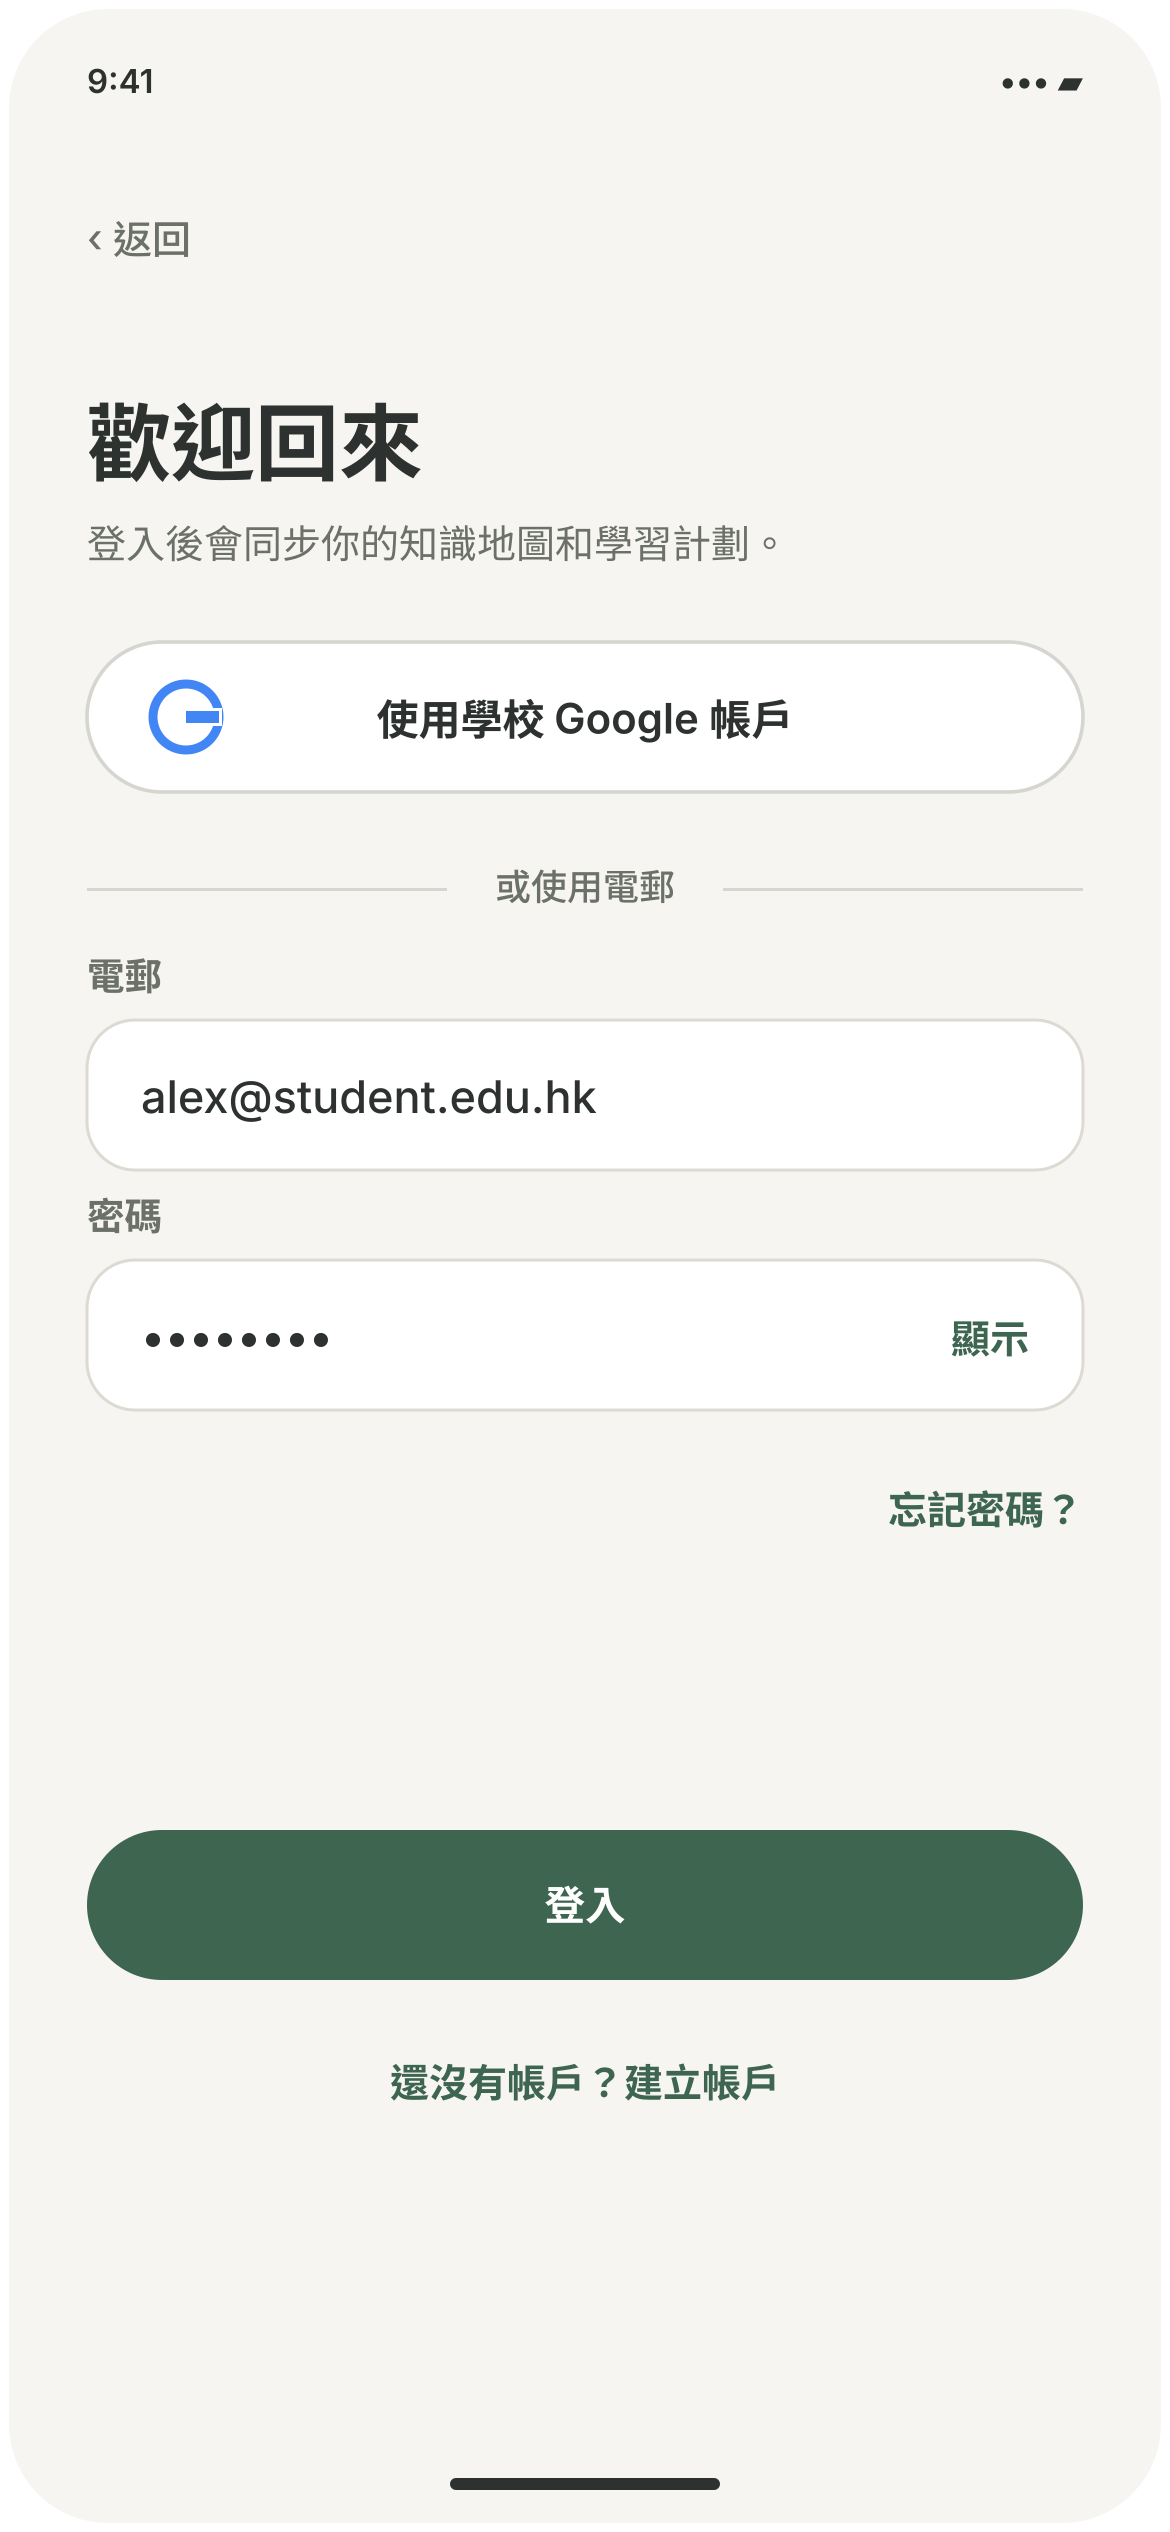 9:41
‹ 返回
歡迎回來
登入後會同步你的知識地圖和學習計劃。
使用學校 Google 帳戶
或使用電郵
電郵
alex@student.edu.hk
密碼
••••••••
顯示
忘記密碼？
登入
還沒有帳戶？建立帳戶